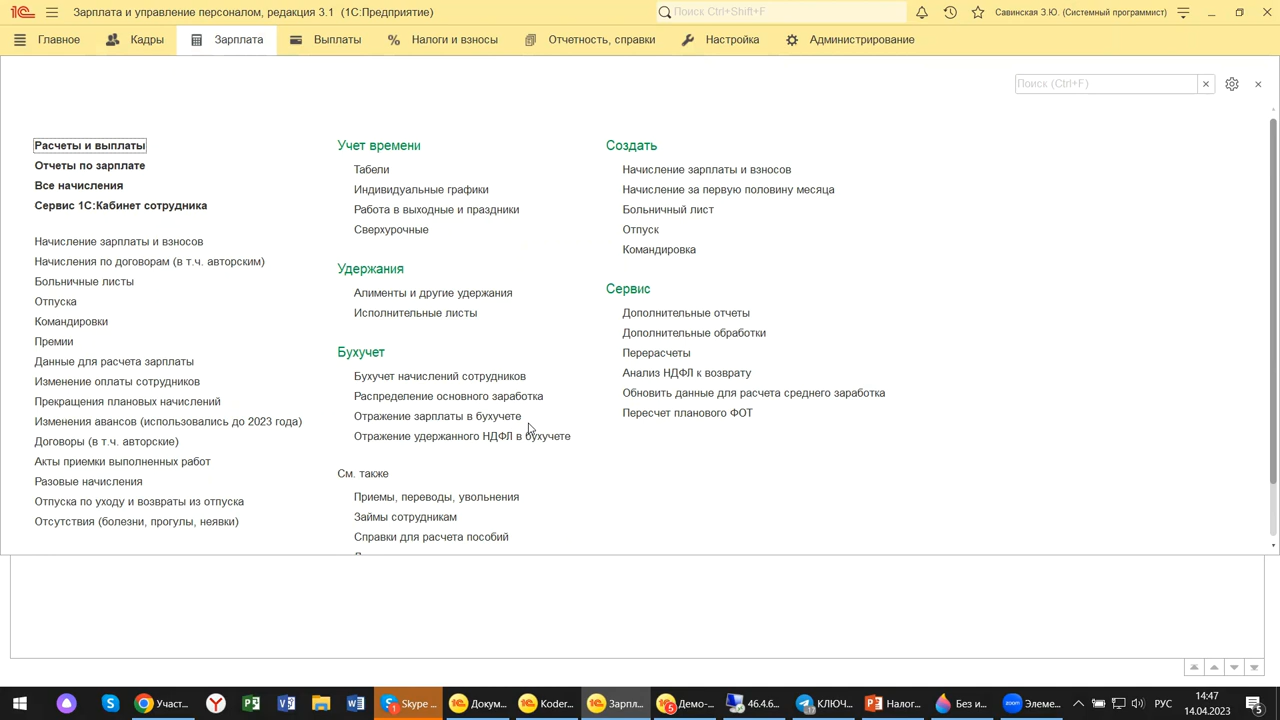 Зарплата и управление персоналом, редакция 3.1 (1С:Предприятие)
Поиск Ctrl+Shift+F
Савинская З.Ю. (Системный программист)
Главное
Кадры
Зарплата
Выплаты
Налоги и взносы
Отчетность, справки
Настройка
Администрирование
Поиск (Ctrl+F)
Расчеты и выплаты
Отчеты по зарплате
Все начисления
Сервис 1С:Кабинет сотрудника
Начисление зарплаты и взносов
Начисления по договорам (в т.ч. авторским)
Больничные листы
Отпуска
Командировки
Премии
Данные для расчета зарплаты
Изменение оплаты сотрудников
Прекращения плановых начислений
Изменения авансов (использовались до 2023 года)
Договоры (в т.ч. авторские)
Акты приемки выполненных работ
Разовые начисления
Отпуска по уходу и возвраты из отпуска
Отсутствия (болезни, прогулы, неявки)
Учет времени
Табели
Индивидуальные графики
Работа в выходные и праздники
Сверхурочные
Удержания
Алименты и другие удержания
Исполнительные листы
Бухучет
Бухучет начислений сотрудников
Распределение основного заработка
Отражение зарплаты в бухучете
Отражение удержанного НДФЛ в бухучете
См. также
Приемы, переводы, увольнения
Займы сотрудникам
Справки для расчета пособий
Создать
Начисление зарплаты и взносов
Начисление за первую половину месяца
Больничный лист
Отпуск
Командировка
Сервис
Дополнительные отчеты
Дополнительные обработки
Перерасчеты
Анализ НДФЛ к возврату
Обновить данные для расчета среднего заработка
Пересчет планового ФОТ
Участ...
Skype ...
Докум...
Koder...
Зарпл...
Демо-...
46.4.6...
КЛЮЧ...
Налог...
Без и...
Элеме...
РУС
14:47
14.04.2023